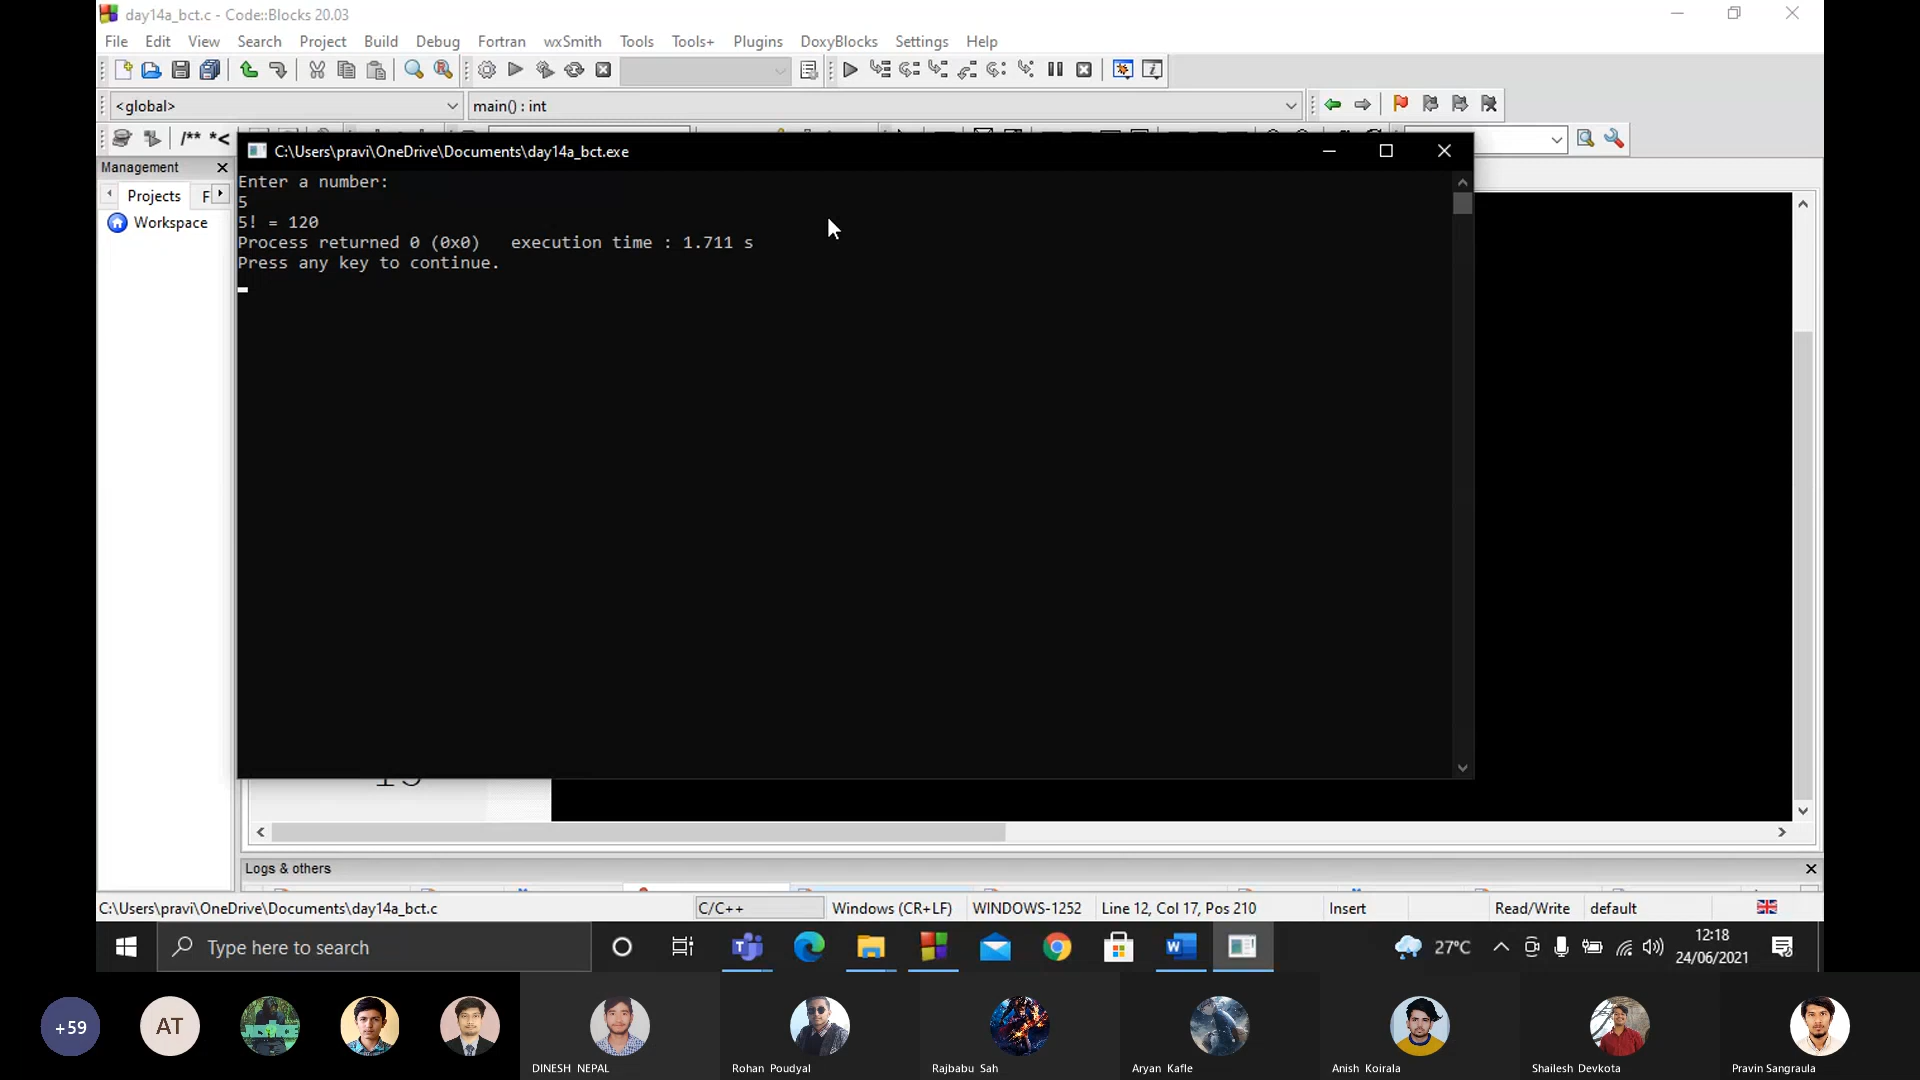 day14a_bct.c - Code::Blocks 20.03
File Edit View Search Project Build Debug Fortran wxSmith Tools Tools+ Plugins DoxyBlocks Settings Help
<global> main() : int
/** *<
C:\Users\pravi\OneDrive\Documents\day14a_bct.exe
Management
Projects F
Workspace
Enter a number:
5
5! = 120
Process returned 0 (0x0) execution time : 1.711 s
Press any key to continue.
Logs & others
C:\Users\pravi\OneDrive\Documents\day14a_bct.c C/C++ Windows (CR+LF) WINDOWS-1252 Line 12, Col 17, Pos 210 Insert Read/Write default
Type here to search 27°C 12:18
24/06/2021
+59 AT
DINESH NEPAL Rohan Poudyal Rajbabu Sah Aryan Kafle Anish Koirala Shailesh Devkota Pravin Sangraula